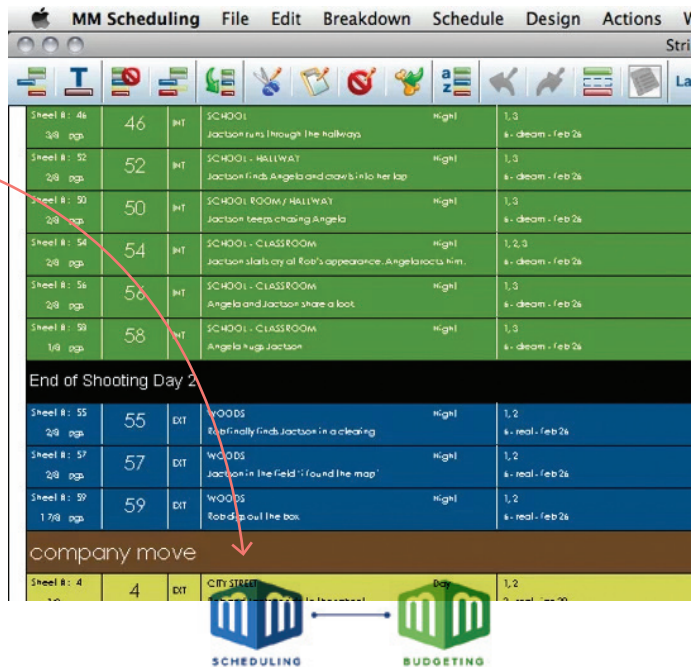 MM Scheduling File Edit Breakdown Schedule Design Actions
Stri
T a z La
Sheet #: 46 46 INT SCHOOL Night 1,3
3/8 pgs. Jackson runs through the hallways 6 - dream - feb 26
Sheet #: 52 52 INT SCHOOL - HALLWAY Night 1,3
2/8 pgs. Jackson finds Angela and crawls into her lap 6 - dream - feb 26
Sheet #: 50 50 INT SCHOOL ROOM / HALLWAY Night 1,3
2/8 pgs. Jackson keeps chasing Angela 6 - dream - feb 26
Sheet #: 54 54 INT SCHOOL - CLASSROOM Night 1,2,3
2/8 pgs. Jackson starts cry at Rob's appearance. Angela rocks him. 6 - dream - feb 26
Sheet #: 56 56 INT SCHOOL - CLASSROOM Night 1,3
2/8 pgs. Angela and Jackson share a look 6 - dream - feb 26
Sheet #: 58 58 INT SCHOOL - CLASSROOM Night 1,3
1/8 pgs. Angela hugs Jackson 6 - dream - feb 26
End of Shooting Day 2
Sheet #: 55 55 EXT WOODS Night 1,2
2/8 pgs. Rob finally finds Jackson in a clearing 6 - real - feb 26
Sheet #: 57 57 EXT WOODS Night 1,2
2/8 pgs. Jackson in the field "i found the map" 6 - real - feb 26
Sheet #: 59 59 EXT WOODS Night 1,2
1 7/8 pgs. Rob digs out the box. 6 - real - feb 26
company move
Sheet #: 4 4 EXT CITY STREET Day 1,2
mm mm
SCHEDULING BUDGETING